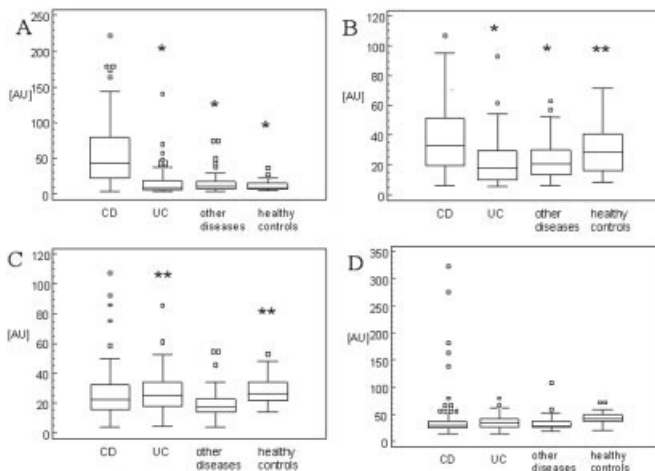 A
250
200
150
[AU]
100
50
0
*
*
*
CD
UC
other diseases
healthy controls
B
120
100
80
[AU]
60
40
20
0
*
*
**
CD
UC
other diseases
healthy controls
C
120
100
80
[AU]
60
40
20
0
**
**
CD
UC
other diseases
healthy controls
D
350
300
250
[AU]
200
150
100
50
0
CD
UC
other diseases
healthy controls